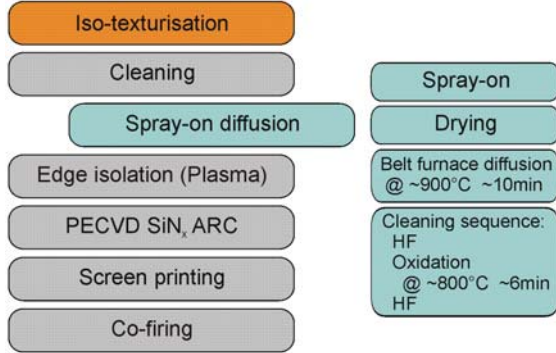 Iso-texturisation
Cleaning
Spray-on diffusion
Edge isolation (Plasma)
PECVD SiNₓ ARC
Screen printing
Co-firing
Spray-on
Drying
Belt furnace diffusion
@ ~900°C ~10min
Cleaning sequence:
HF
Oxidation
@ ~800°C ~6min
HF